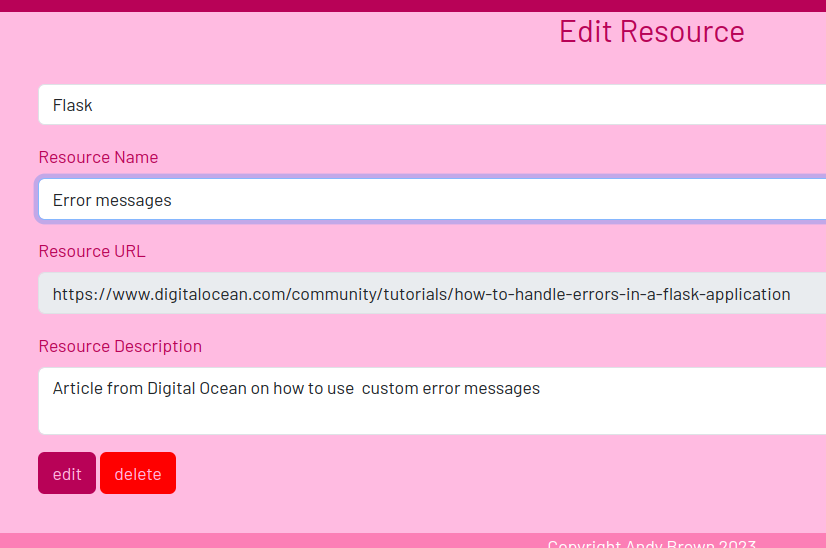 Edit Resource
Flask
Resource Name
Error messages
Resource URL
https://www.digitalocean.com/community/tutorials/how-to-handle-errors-in-a-flask-application
Resource Description
Article from Digital Ocean on how to use  custom error messages
edit delete
Copyright Andy Brown 2023